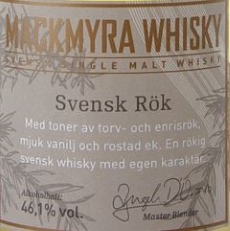 MACKMYRA WHISKY
SVENSK SINGLE MALT WHISKY
Svensk Rök
Med toner av torv- och enrisrök,
mjuk vanilj och rostad ek. En rökig
svensk whisky med egen karaktär.
Alkoholhalt:
46,1% vol.
Master Blender